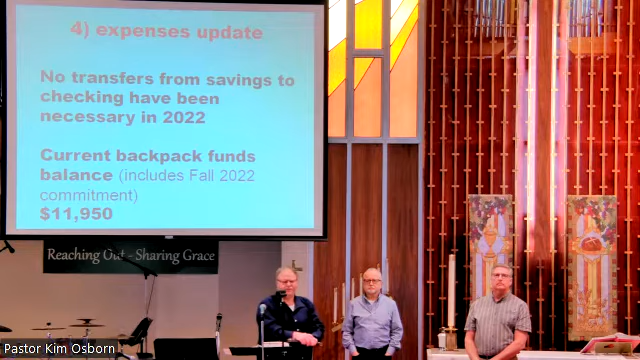 4) expenses update
No transfers from savings to
checking have been
necessary in 2022
Current backpack funds
balance (includes Fall 2022
commitment)
$11,950
Reaching Out - Sharing Grace
Pastor Kim Osborn